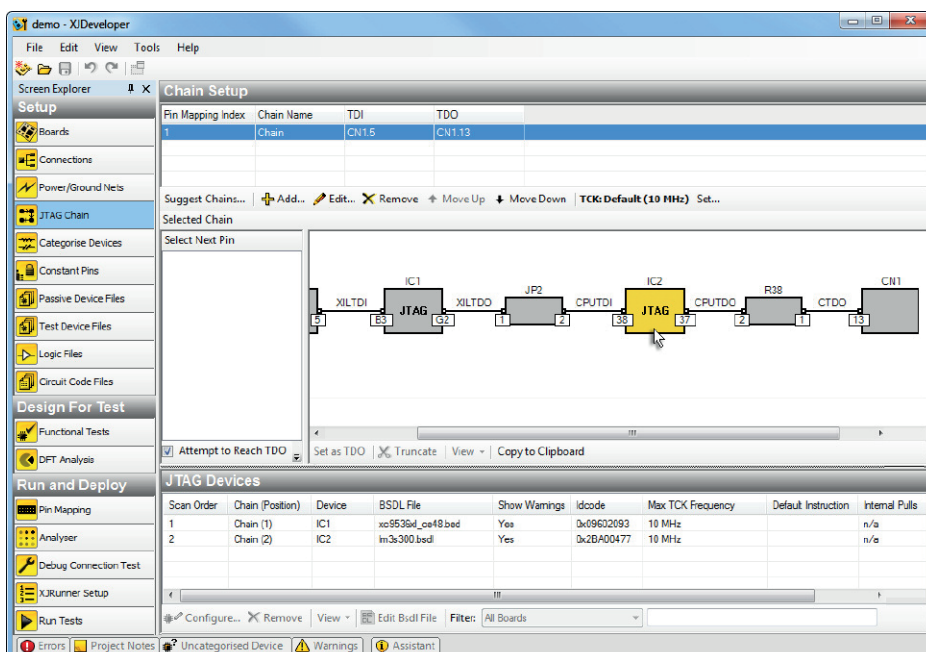 demo - XJDeveloper
File Edit View Tools Help
Screen Explorer
Setup
Boards
Connections
Power/Ground Nets
JTAG Chain
Categorise Devices
Constant Pins
Passive Device Files
Test Device Files
Logic Files
Circuit Code Files
Design For Test
Functional Tests
DFT Analysis
Run and Deploy
Pin Mapping
Analyser
Debug Connection Test
XJRunner Setup
Run Tests
Chain Setup
Pin Mapping Index Chain Name TDI TDO
1 Chain CN1.5 CN1.13
Suggest Chains... Add... Edit... Remove Move Up Move Down TCK: Default (10 MHz) Set...
Selected Chain
Select Next Pin
IC1 JP2 IC2 R38 CN1
XILTDI JTAG XILTDO CPUTDI JTAG CPUTDO CTDO
5 B3 G2 1 2 38 37 2 1 13
Attempt to Reach TDO Set as TDO Truncate View Copy to Clipboard
JTAG Devices
Scan Order Chain (Position) Device BSDL File Show Warnings Idcode Max TCK Frequency Default Instruction Internal Pulls
1 Chain (1) IC1 Yes 0x09602093 10 MHz n/a
2 Chain (2) IC2 lm3s300.bsdl Yes 0x2BA00477 10 MHz n/a
Configure... Remove View Edit Bsdl File Filter: All Boards
Errors Project Notes Uncategorised Device Warnings Assistant